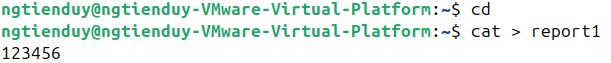 ngtienduy@ngtienduy-VMware-Virtual-Platform:~$ cd
ngtienduy@ngtienduy-VMware-Virtual-Platform:~$ cat > report1
123456